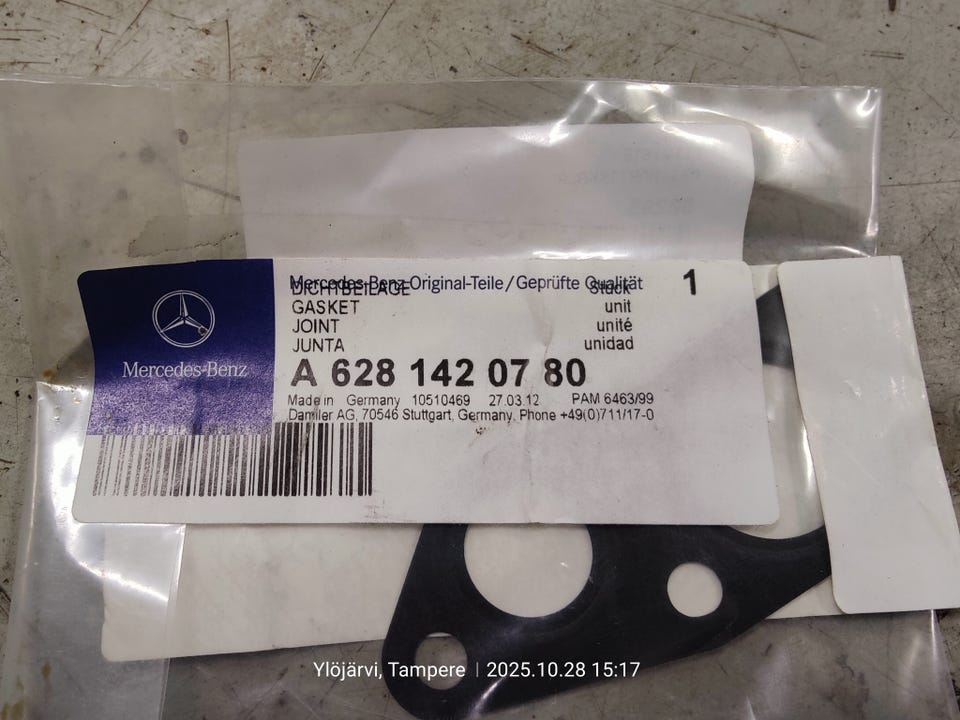 Mercedes-Benz
Mercedes-Benz Original-Teile/Geprüfte Qualität
1
DICHTBEILAGE Stück
GASKET unit
JOINT unité
JUNTA unidad
A 628 142 07 80
Made in Germany 10510469 27.03.12 PAM 6463/99
Damiler AG, 70546 Stuttgart, Germany, Phone +49(0)711/17-0
Ylöjärvi, Tampere | 2025.10.28 15:17